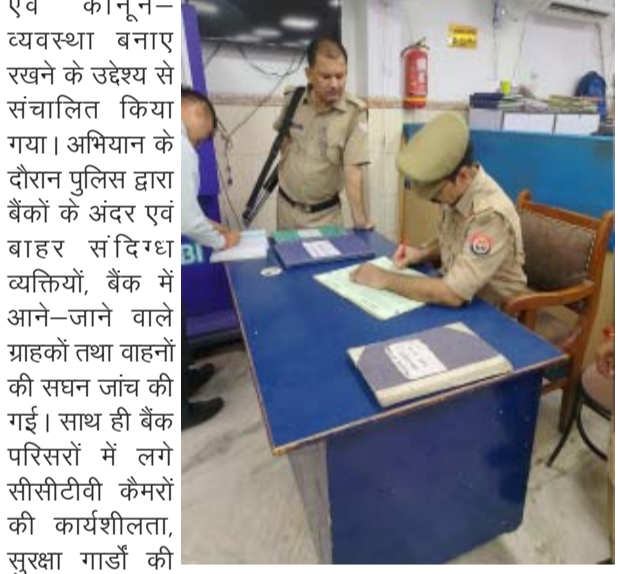 एवं कानून–
व्यवस्था बनाए
रखने के उद्देश्य से
संचालित किया
गया। अभियान के
दौरान पुलिस द्वारा
बैंकों के अंदर एवं
बाहर संदिग्ध
व्यक्तियों, बैंक में
आने–जाने वाले
ग्राहकों तथा वाहनों
की सघन जांच की
गई। साथ ही बैंक
परिसरों में लगे
सीसीटीवी कैमरों
की कार्यशीलता,
सुरक्षा गार्डों की
BI